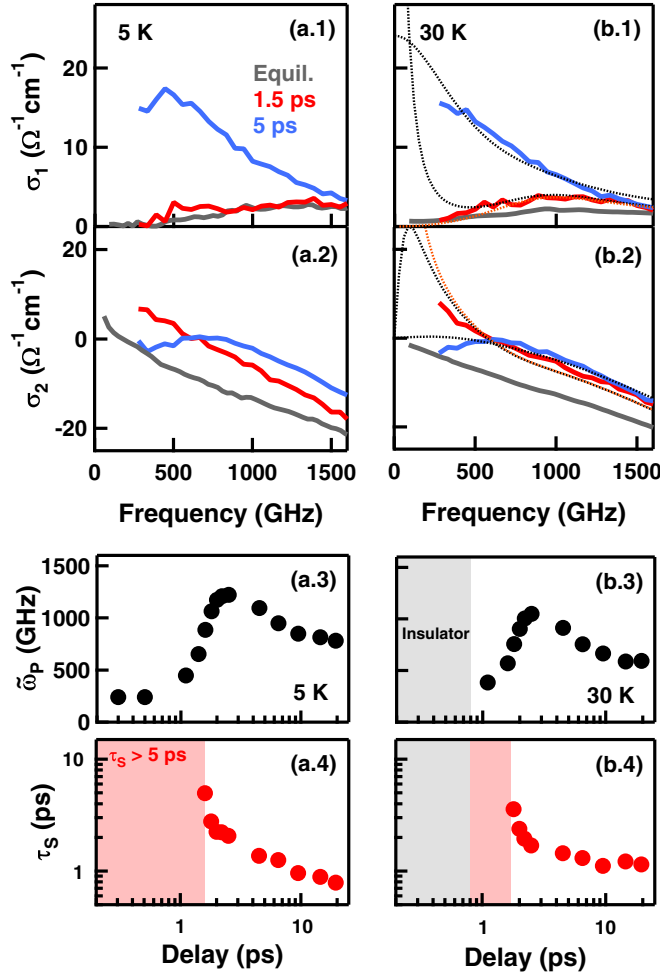 5 K
(a.1)
30 K
(b.1)
Equil.
1.5 ps
5 ps
σ₁ (Ω⁻¹cm⁻¹)
20
10
0
(a.2)
(b.2)
σ₂ (Ω⁻¹cm⁻¹)
20
0
-20
0 500 1000 1500
0 500 1000 1500
Frequency (GHz)
Frequency (GHz)
(a.3)
(b.3)
ω̃P (GHz)
1500
1000
500
0
5 K
Insulator
30 K
τS > 5 ps
(a.4)
(b.4)
τS (ps)
10
1
1 10
1 10
Delay (ps)
Delay (ps)